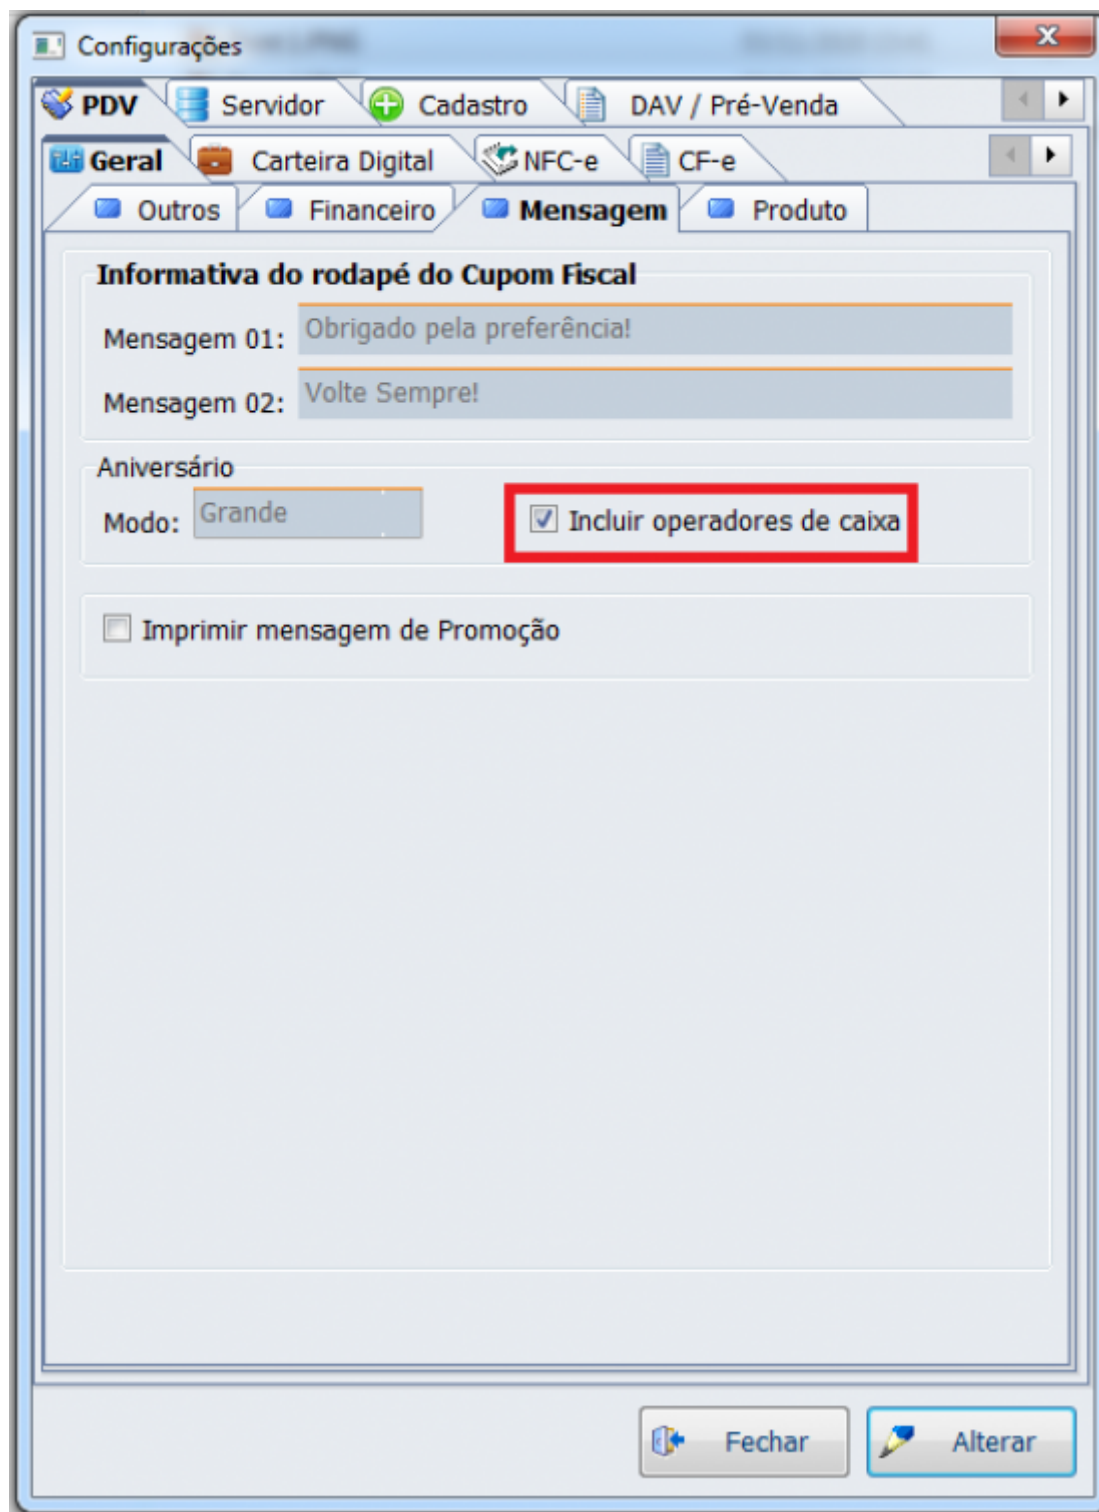 Configurações
PDV Servidor Cadastro DAV / Pré-Venda
Geral Carteira Digital NFC-e CF-e
Outros Financeiro Mensagem Produto
Informativa do rodapé do Cupom Fiscal
Mensagem 01: Obrigado pela preferência!
Mensagem 02: Volte Sempre!
Aniversário
Modo: Grande Incluir operadores de caixa
Imprimir mensagem de Promoção
Fechar Alterar